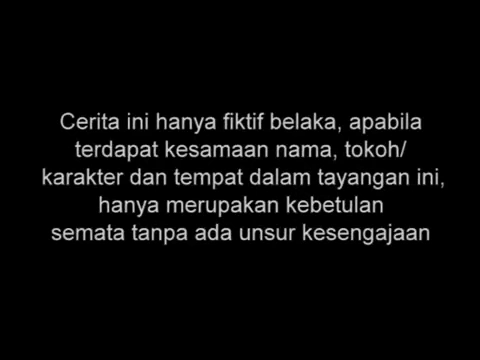 Cerita ini hanya fiktif belaka, apabila
terdapat kesamaan nama, tokoh/
karakter dan tempat dalam tayangan ini,
hanya merupakan kebetulan
semata tanpa ada unsur kesengajaan